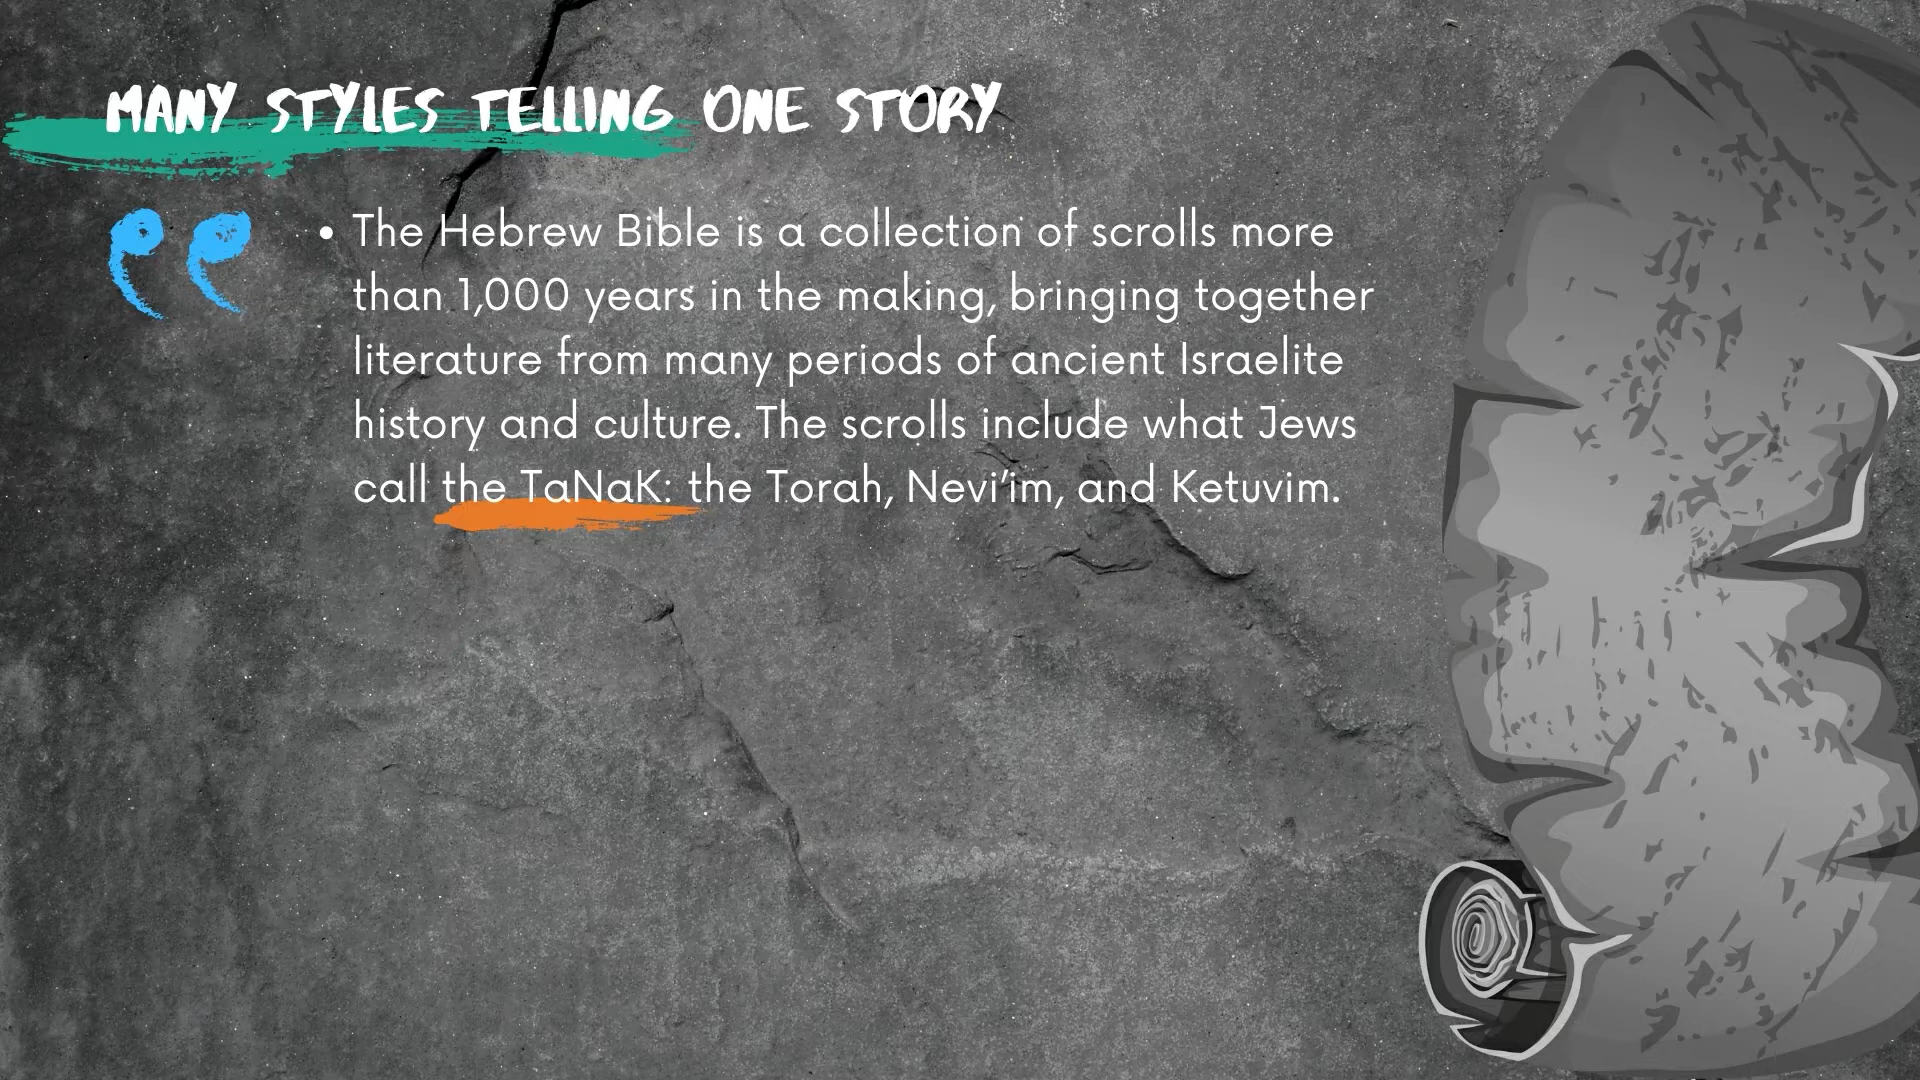 MANY STYLES TELLING ONE STORY
• The Hebrew Bible is a collection of scrolls more
than 1,000 years in the making, bringing together
literature from many periods of ancient Israelite
history and culture. The scrolls include what Jews
call the TaNaK: the Torah, Nevi'im, and Ketuvim.